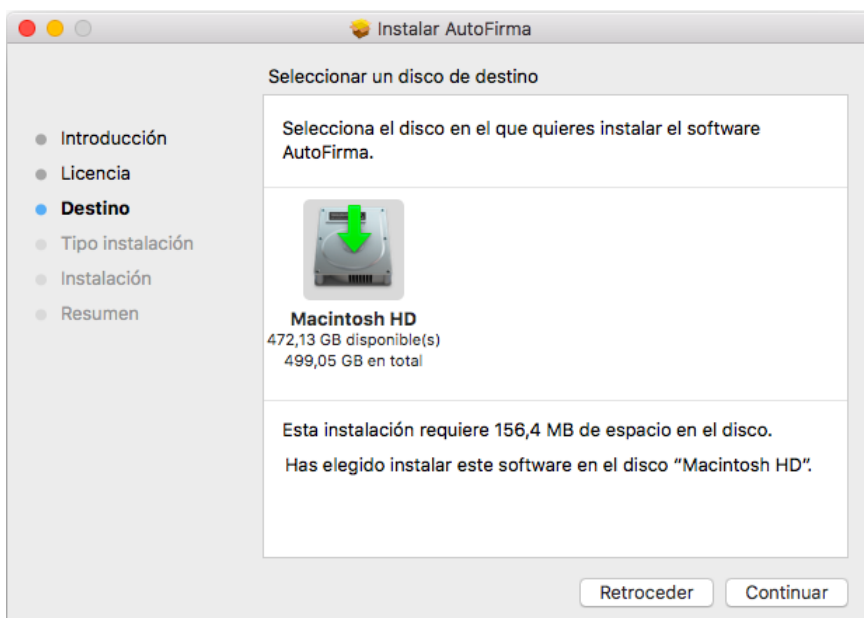 Instalar AutoFirma
Seleccionar un disco de destino
Introducción
Licencia
Destino
Tipo instalación
Instalación
Resumen
Selecciona el disco en el que quieres instalar el software
AutoFirma.
Macintosh HD
472,13 GB disponible(s)
499,05 GB en total
Esta instalación requiere 156,4 MB de espacio en el disco.
Has elegido instalar este software en el disco “Macintosh HD”.
Retroceder
Continuar